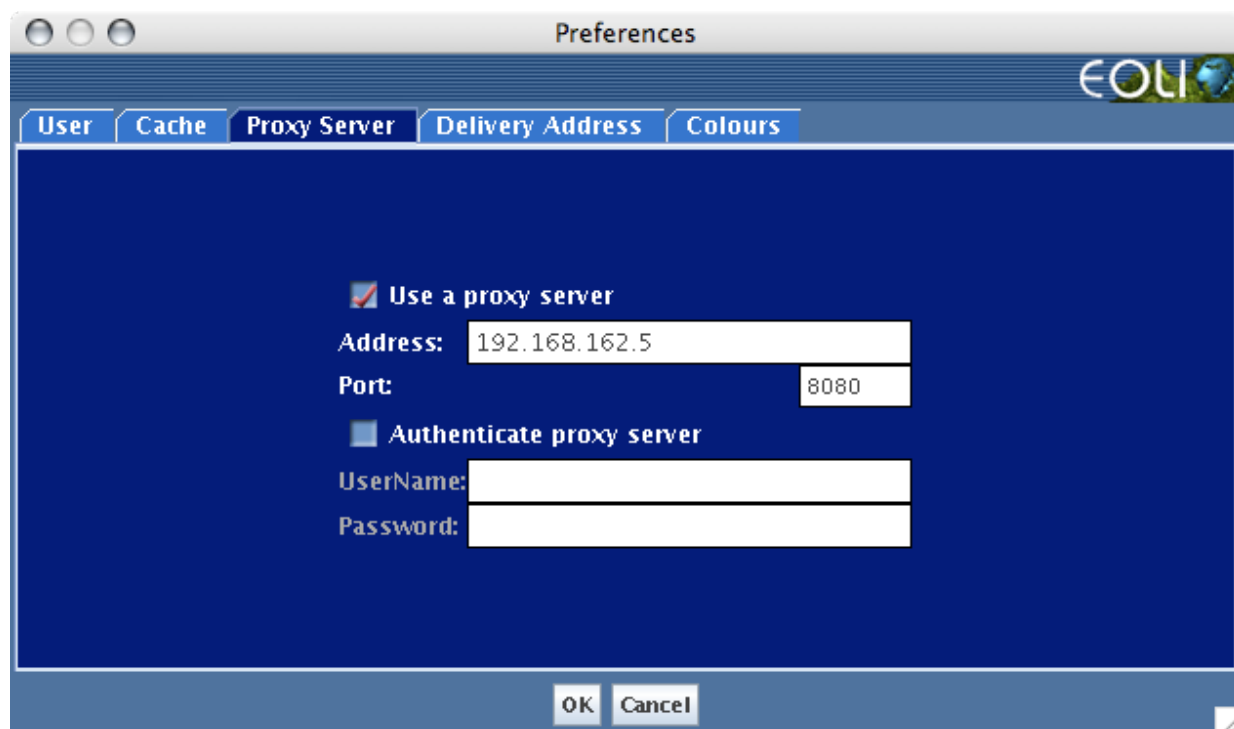 Preferences
EOLI
User Cache Proxy Server Delivery Address Colours
Use a proxy server
Address: 192.168.162.5
Port: 8080
Authenticate proxy server
UserName:
Password:
OK Cancel